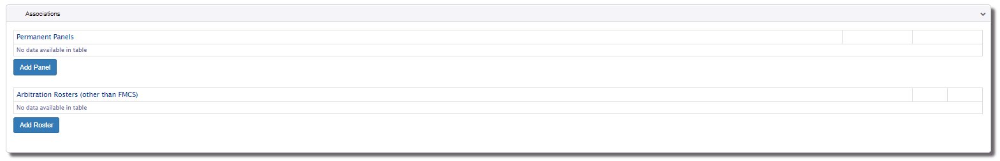 Associations
Permanent Panels
No data available in table
Add Panel
Arbitration Rosters (other than FMCS)
No data available in table
Add Roster